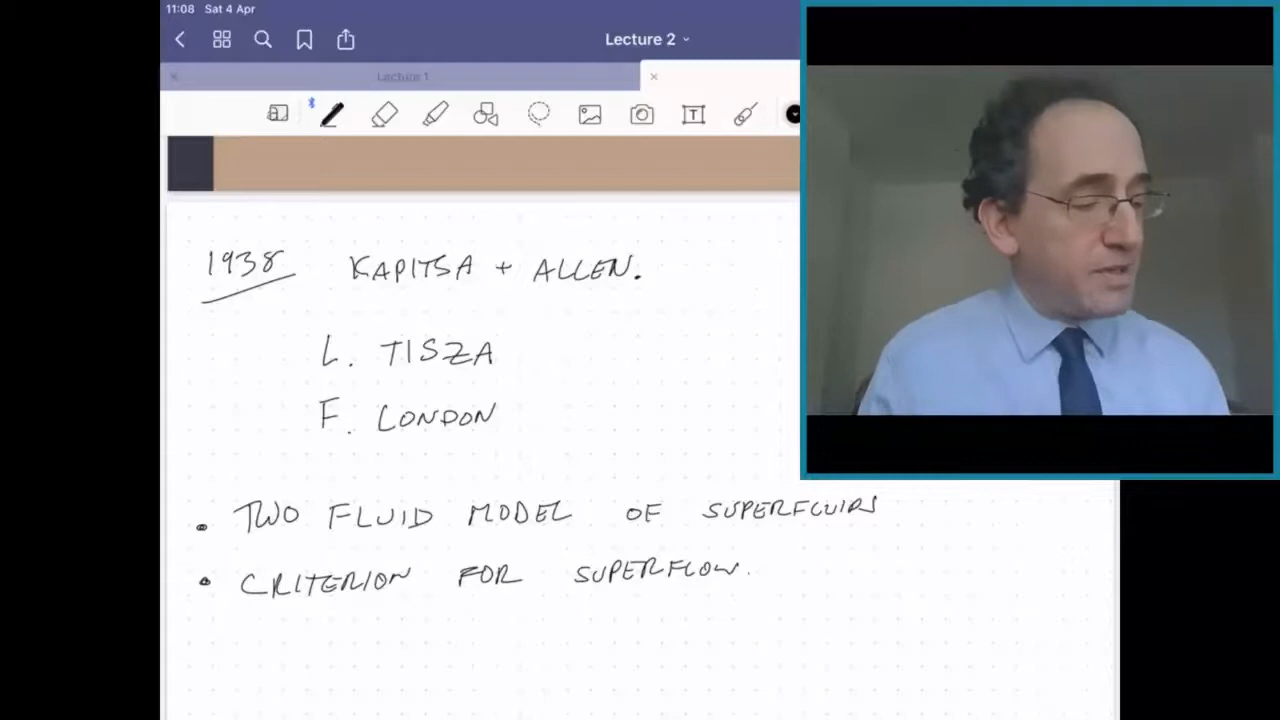 11:08 Sat 4 Apr
Lecture 2
Lecture 1
T
1938 KAPITSA + ALLEN.
L. TISZA
F. LONDON
• TWO FLUID MODEL OF SUPERFLUIDS
• CRITERION FOR SUPERFLOW.